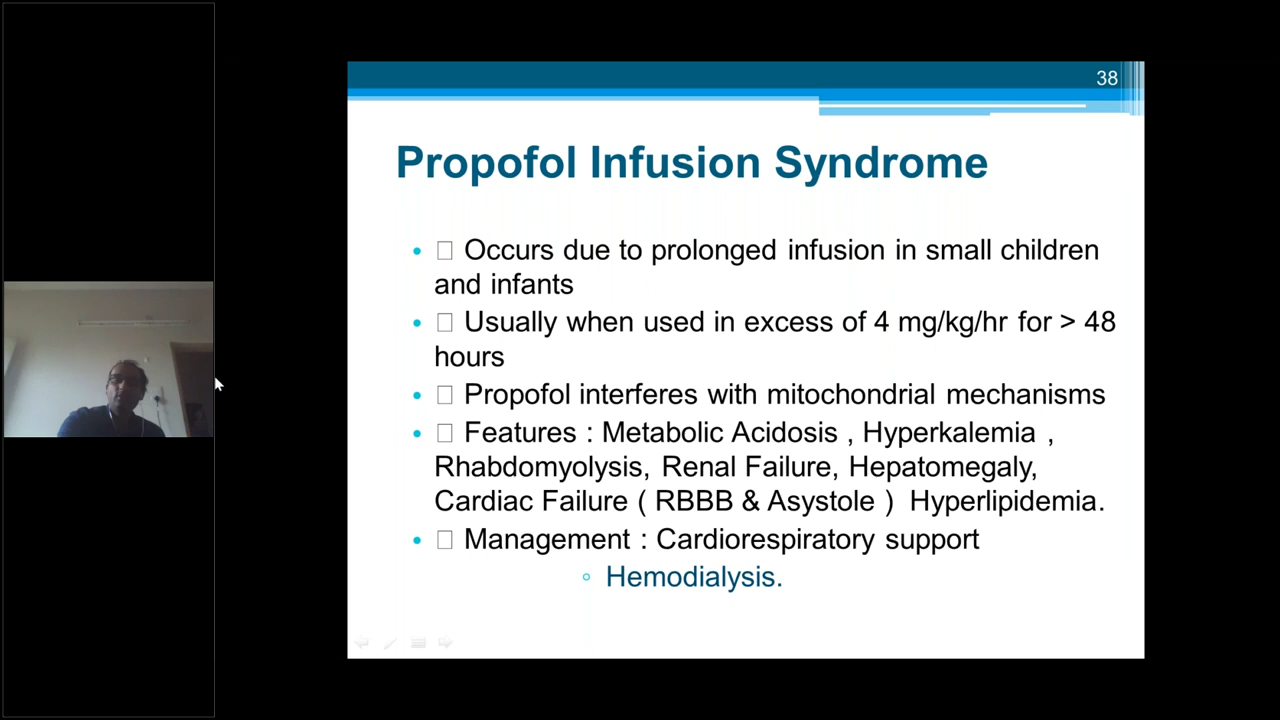 38
Propofol Infusion Syndrome
• □ Occurs due to prolonged infusion in small children
and infants
• □ Usually when used in excess of 4 mg/kg/hr for > 48
hours
• □ Propofol interferes with mitochondrial mechanisms
• □ Features : Metabolic Acidosis , Hyperkalemia ,
Rhabdomyolysis, Renal Failure, Hepatomegaly,
Cardiac Failure ( RBBB & Asystole ) Hyperlipidemia.
• □ Management : Cardiorespiratory support
◦ Hemodialysis.